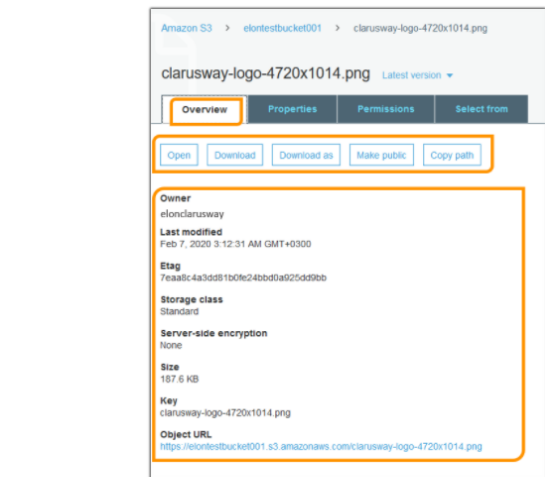 Amazon S3 > elontestbucket001 > clarusway-logo-4720x1014.png
clarusway-logo-4720x1014.png Latest version
Overview Properties Permissions Select from
Open Download Download as Make public Copy path
Owner
elonclarusway
Last modified
Feb 7, 2020 3:12:31 AM GMT+0300
Etag
7eaa8c4a3dd81b0fe24bbd0a925dd9bb
Storage class
Standard
Server-side encryption
None
Size
187.6 KB
Key
clarusway-logo-4720x1014.png
Object URL
https://elontestbucket001.s3.amazonaws.com/clarusway-logo-4720x1014.png